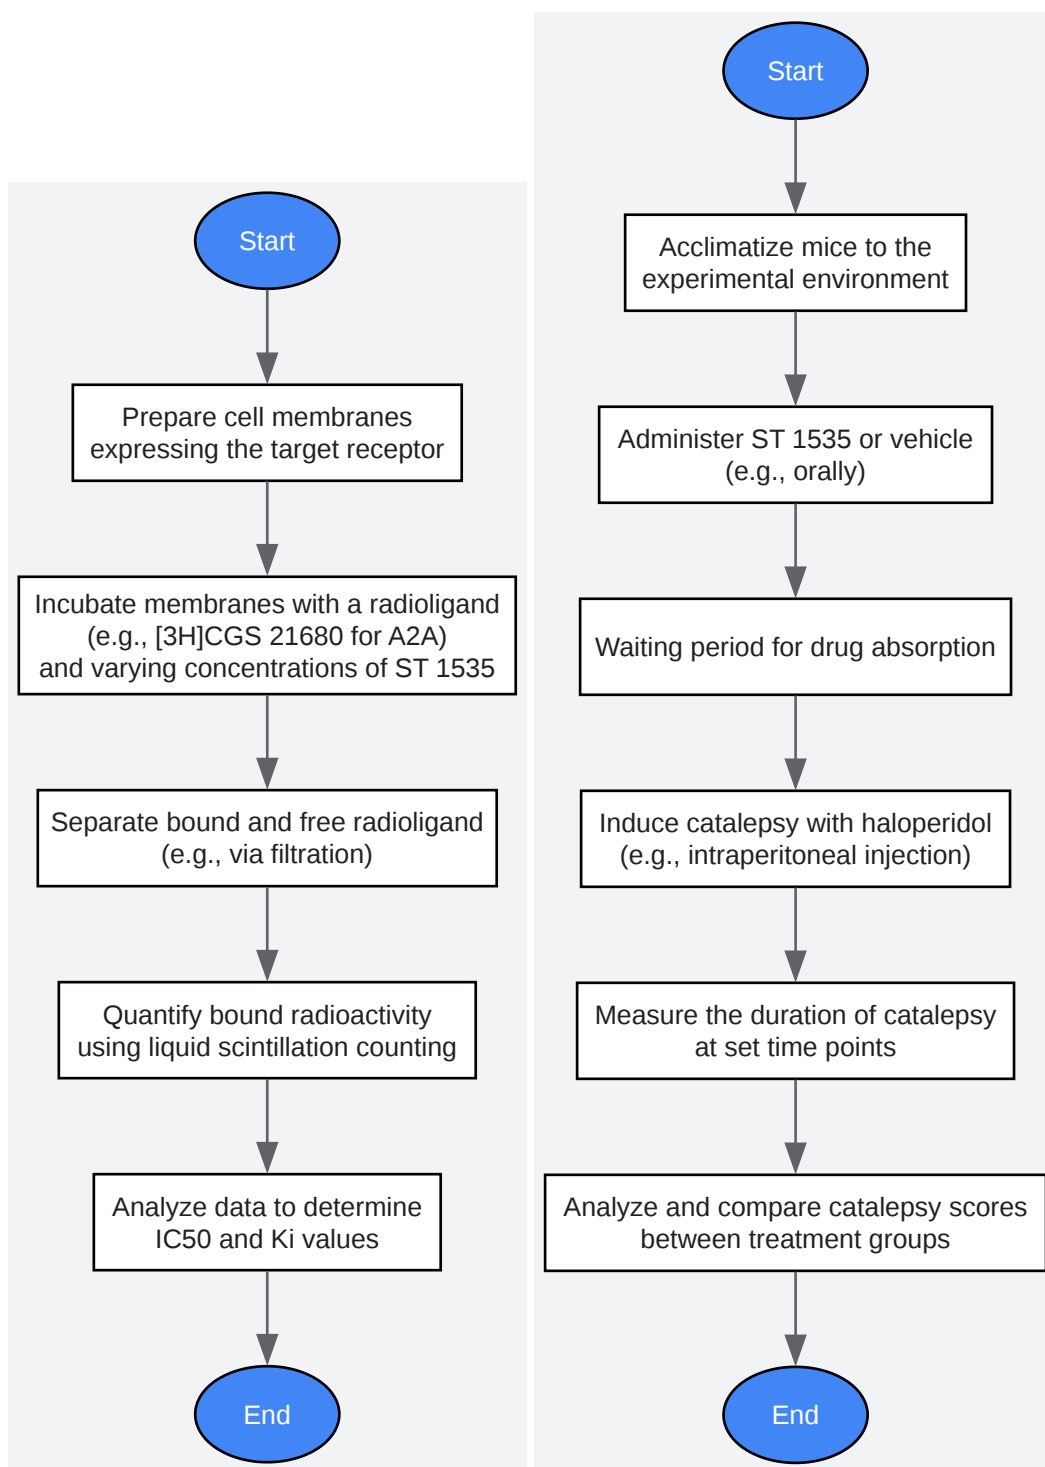 Start
Prepare cell membranes
expressing the target receptor
Incubate membranes with a radioligand
(e.g., [3H]CGS 21680 for A2A)
and varying concentrations of ST 1535
Separate bound and free radioligand
(e.g., via filtration)
Quantify bound radioactivity
using liquid scintillation counting
Analyze data to determine
IC50 and Ki values
End
Start
Acclimatize mice to the
experimental environment
Administer ST 1535 or vehicle
(e.g., orally)
Waiting period for drug absorption
Induce catalepsy with haloperidol
(e.g., intraperitoneal injection)
Measure the duration of catalepsy
at set time points
Analyze and compare catalepsy scores
between treatment groups
End